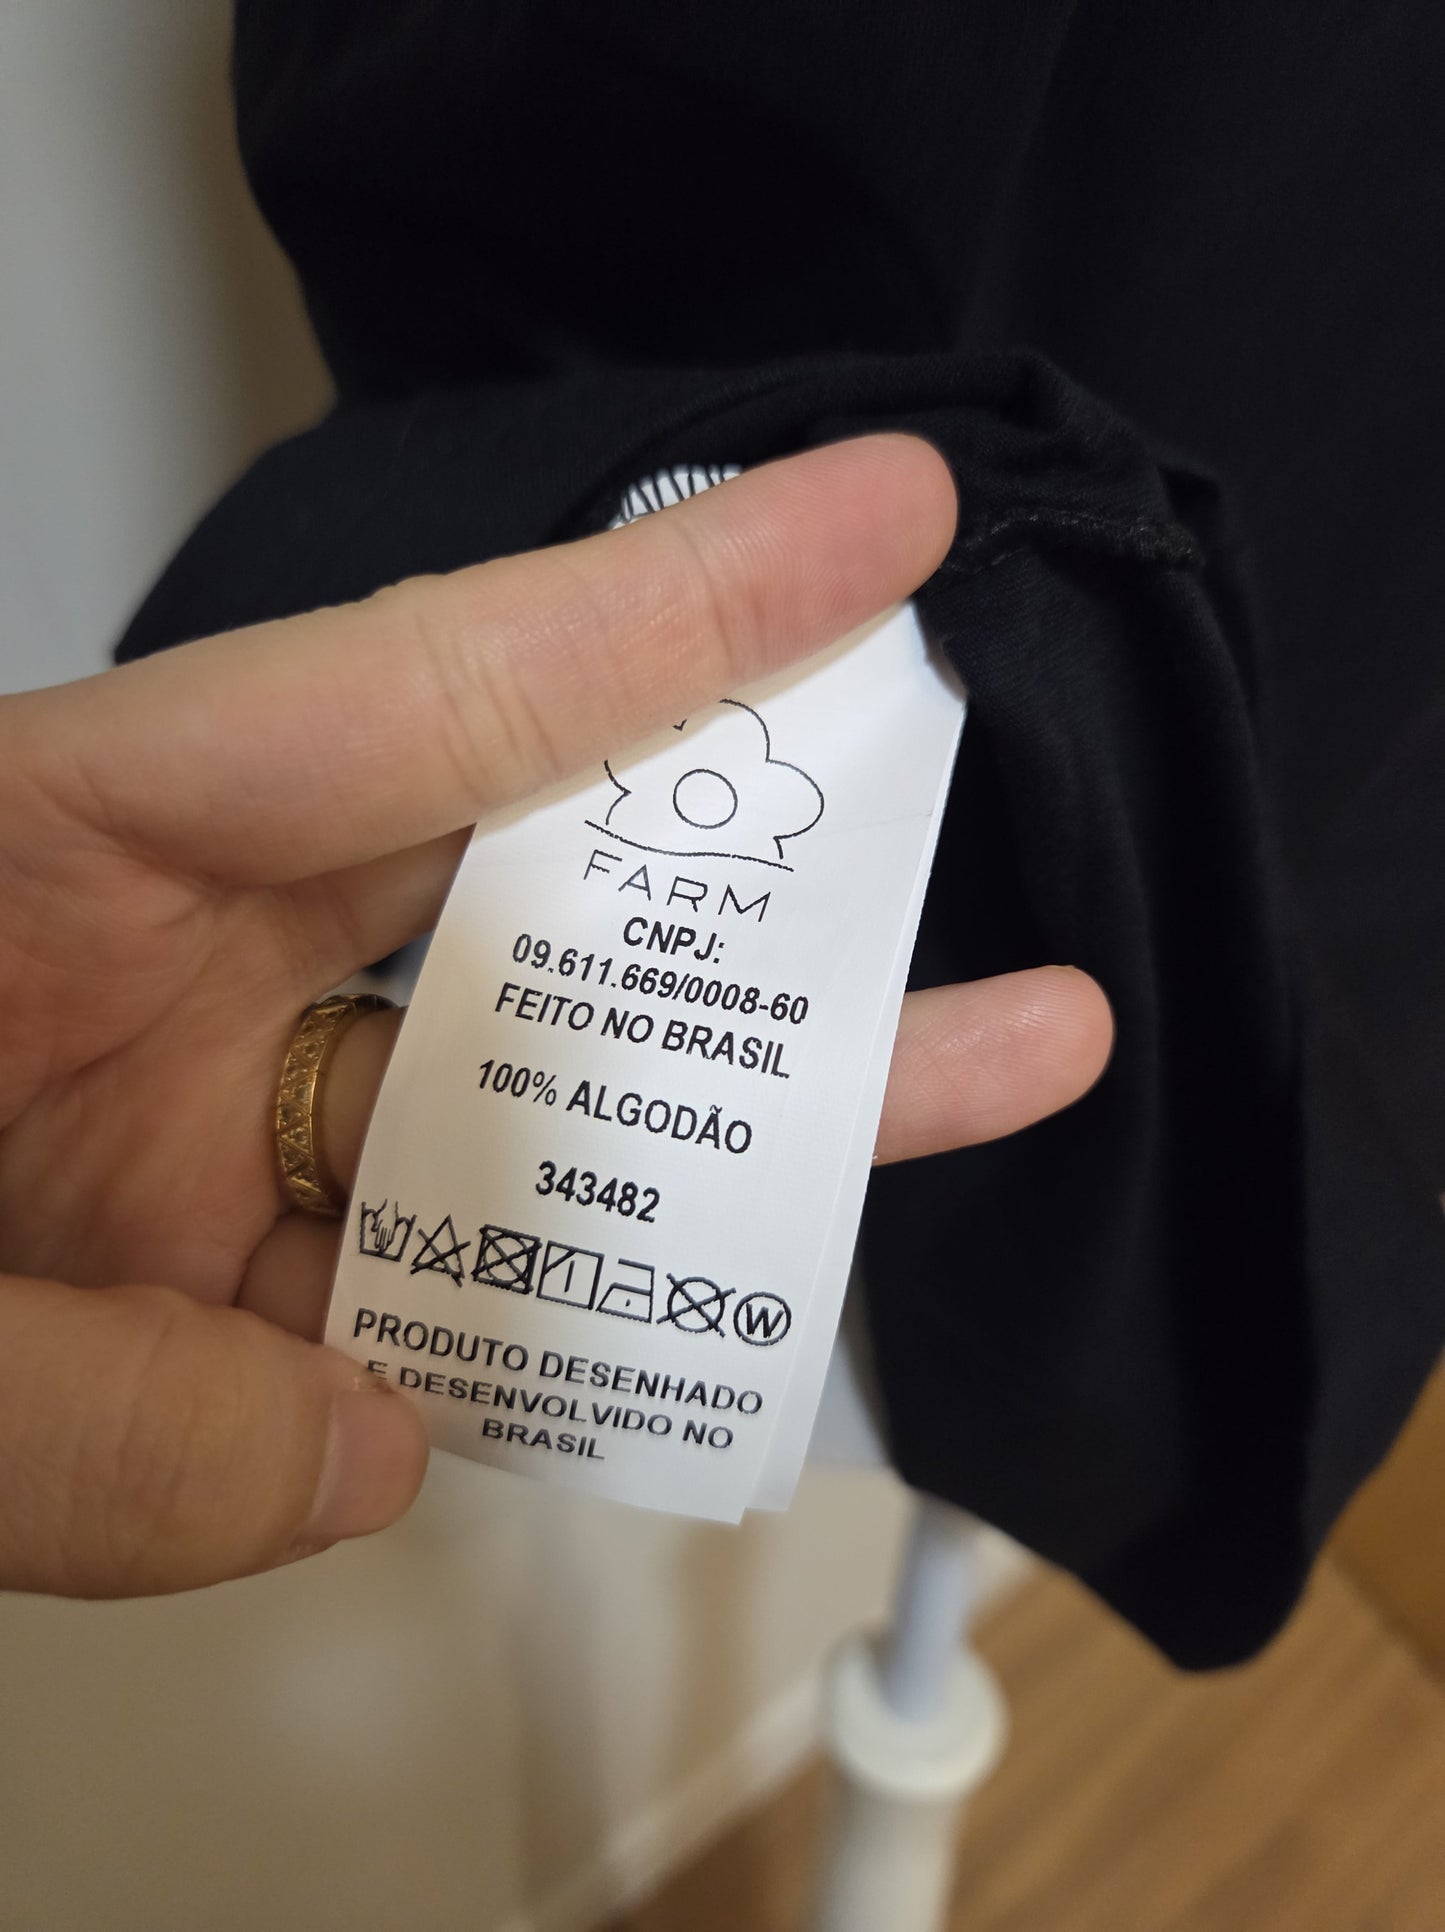 FARM
CNPJ:
09.611.669/0008-60
FEITO NO BRASIL
100% ALGODÃO
343482
W
PRODUTO DESENHADO
E DESENVOLVIDO NO
BRASIL